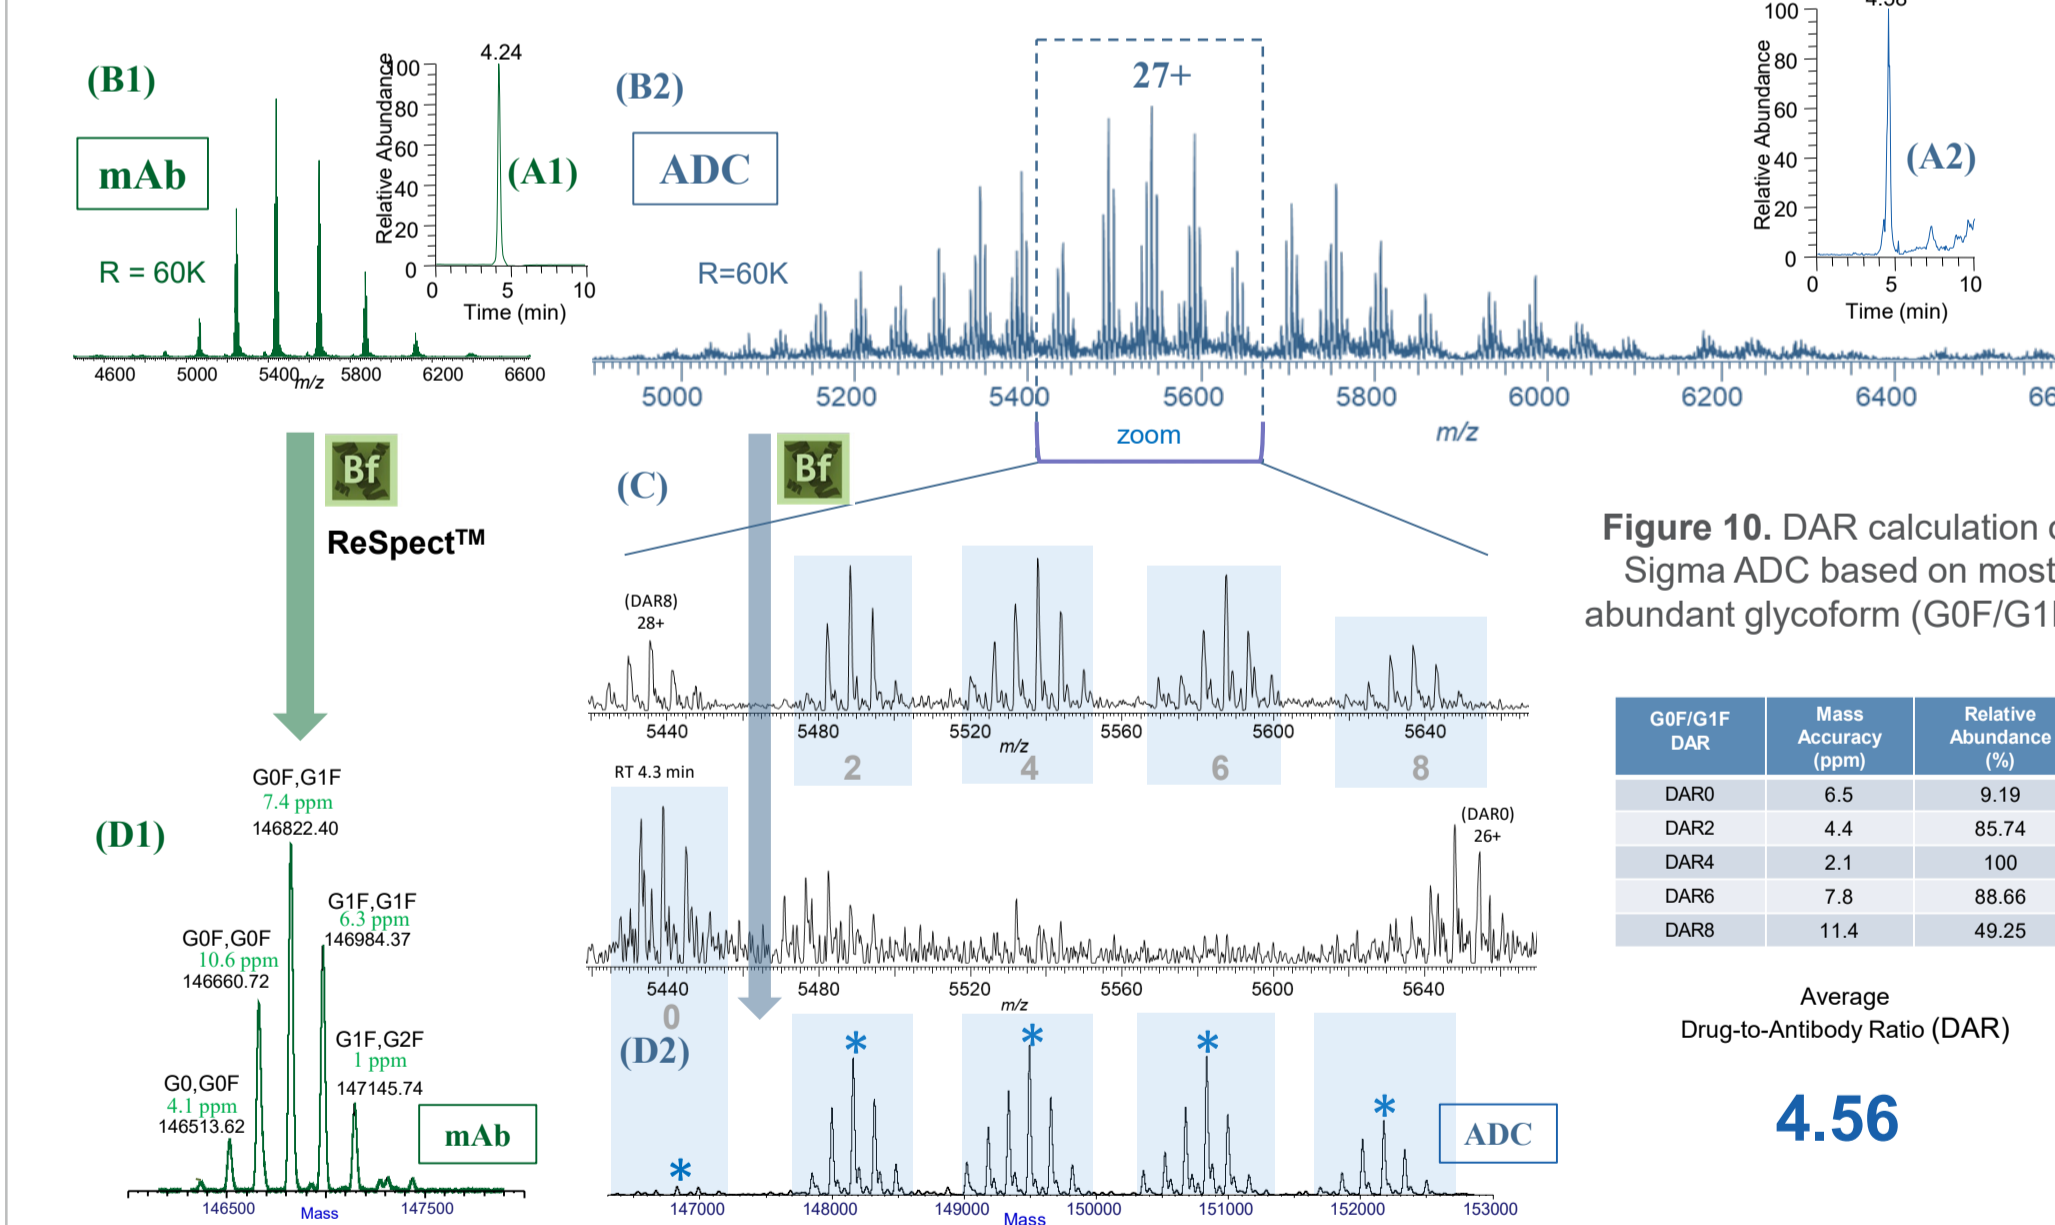 (B1)
mAb
R = 60K
4600 5000 5400 5800 6200 6600
m/z
4.24
Relative Abundance
100
80
60
40
20
0
0 5 10
Time (min)
(A1)
(B2)
ADC
R=60K
27+
5000 5200 5400 5600 5800 6000 6200 6400
m/z
zoom
Relative Abundance
100
80
60
40
20
0
0 5 10
Time (min)
(A2)
Bf
ReSpect™
Bf
(C)
(DAR8)
28+
5440 5480 5520 5560 5600 5640
m/z
2 4 6 8
RT 4.3 min
(DAR0)
26+
5440 5480 5520 5560 5600 5640
m/z
0
Figure 10. DAR calculation
Sigma ADC based on most
abundant glycoform (G0F/G1
G0F/G1F DAR Mass Accuracy (ppm) Relative Abundance (%)
DAR0 6.5 9.19
DAR2 4.4 85.74
DAR4 2.1 100
DAR6 7.8 88.66
DAR8 11.4 49.25
Average
Drug-to-Antibody Ratio (DAR)
4.56
(D1)
G0F,G1F
7.4 ppm
146822.40
G1F,G1F
6.3 ppm
146984.37
G0F,G0F
10.6 ppm
146660.72
G1F,G2F
1 ppm
147145.74
G0,G0F
4.1 ppm
146513.62
mAb
146500 147500
Mass
(D2)
* * * * *
ADC
147000 148000 149000 150000 151000 152000 153000
Mass